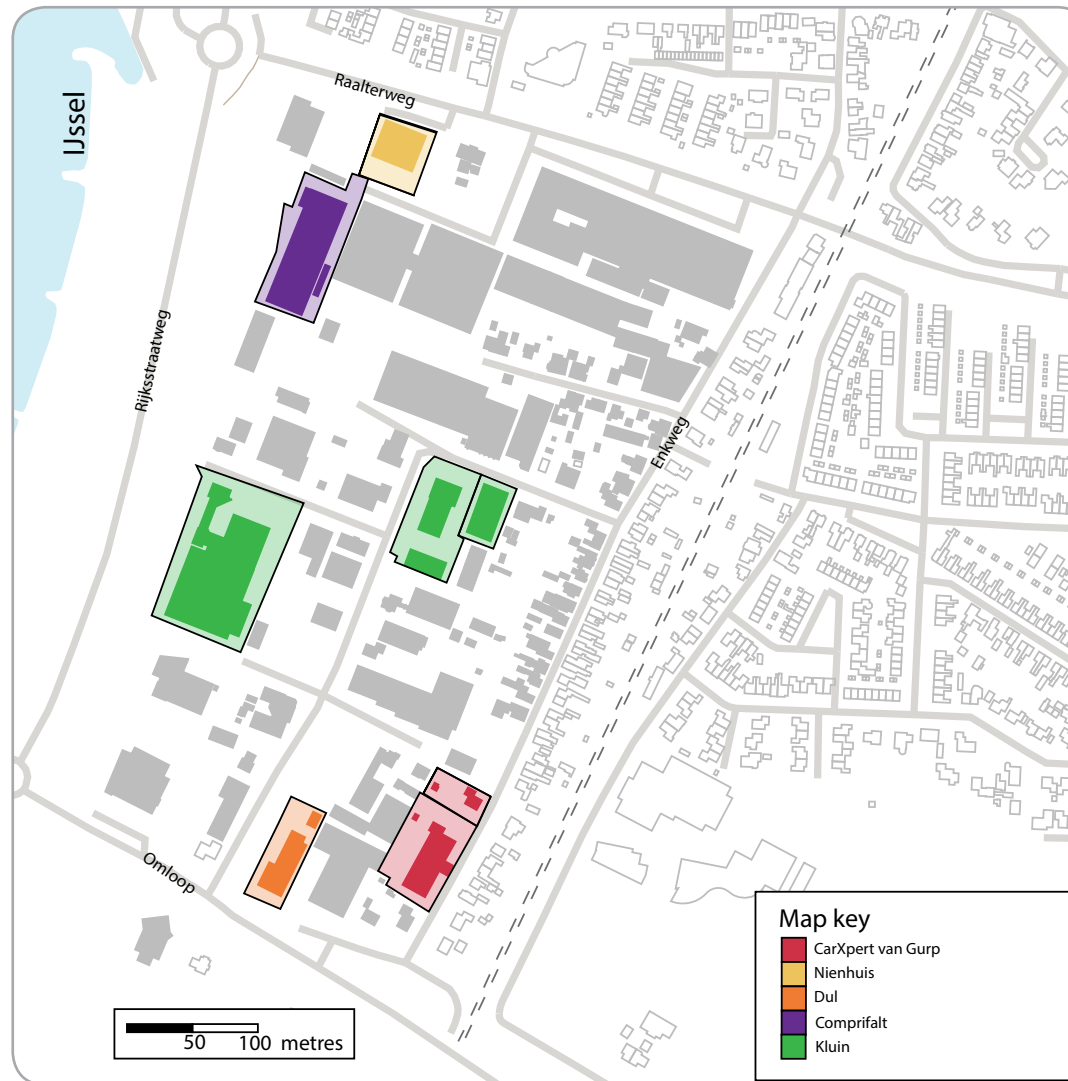 Raalterweg
IJssel
Rijksstraatweg
Enkweg
Omloop
Map key
CarXpert van Gurp
Nienhuis
Dul
Comprifalt
Kluin
50 100 metres